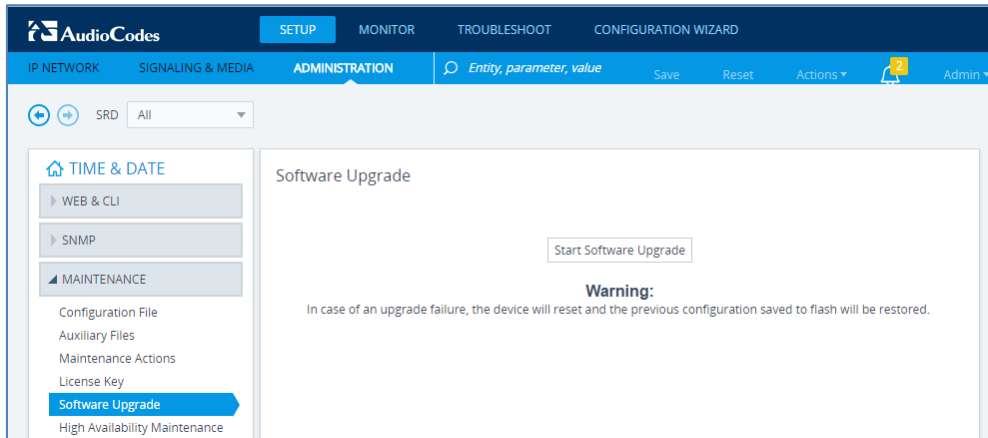 AudioCodes
SETUP MONITOR TROUBLESHOOT CONFIGURATION WIZARD
IP NETWORK SIGNALING & MEDIA ADMINISTRATION Entity, parameter, value Save Reset Actions 2 Admin
SRD All
TIME & DATE
WEB & CLI
SNMP
MAINTENANCE
Configuration File
Auxiliary Files
Maintenance Actions
License Key
Software Upgrade
High Availability Maintenance
Software Upgrade
Start Software Upgrade
Warning:
In case of an upgrade failure, the device will reset and the previous configuration saved to flash will be restored.